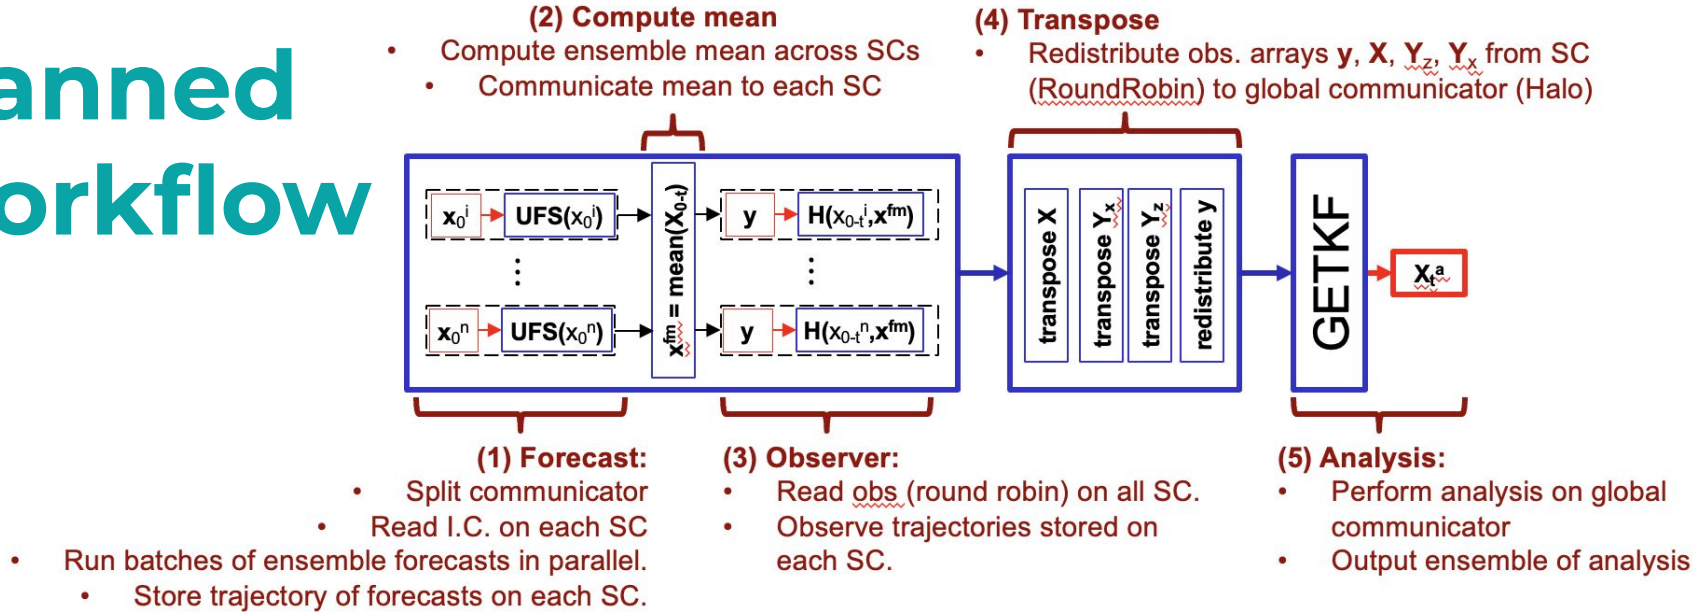 anned
orkflow
(2) Compute mean
• Compute ensemble mean across SCs
• Communicate mean to each SC
(4) Transpose
• Redistribute obs. arrays y, X, Yz, Yx from SC
(RoundRobin) to global communicator (Halo)
x₀ⁱ UFS(x₀ⁱ)
⋮
x₀ⁿ UFS(x₀ⁿ)
xᶠᵐ = mean(X₀₋ₜ)
y H(x₀₋ₜⁱ,xᶠᵐ)
⋮
y H(x₀₋ₜⁿ,xᶠᵐ)
transpose X
transpose Yₓ
transpose Yz
redistribute y
GETKF
Xₜᵃ
(1) Forecast:
• Split communicator
• Read I.C. on each SC
• Run batches of ensemble forecasts in parallel.
• Store trajectory of forecasts on each SC.
(3) Observer:
• Read obs (round robin) on all SC.
• Observe trajectories stored on
each SC.
(5) Analysis:
• Perform analysis on global
communicator
• Output ensemble of analysis